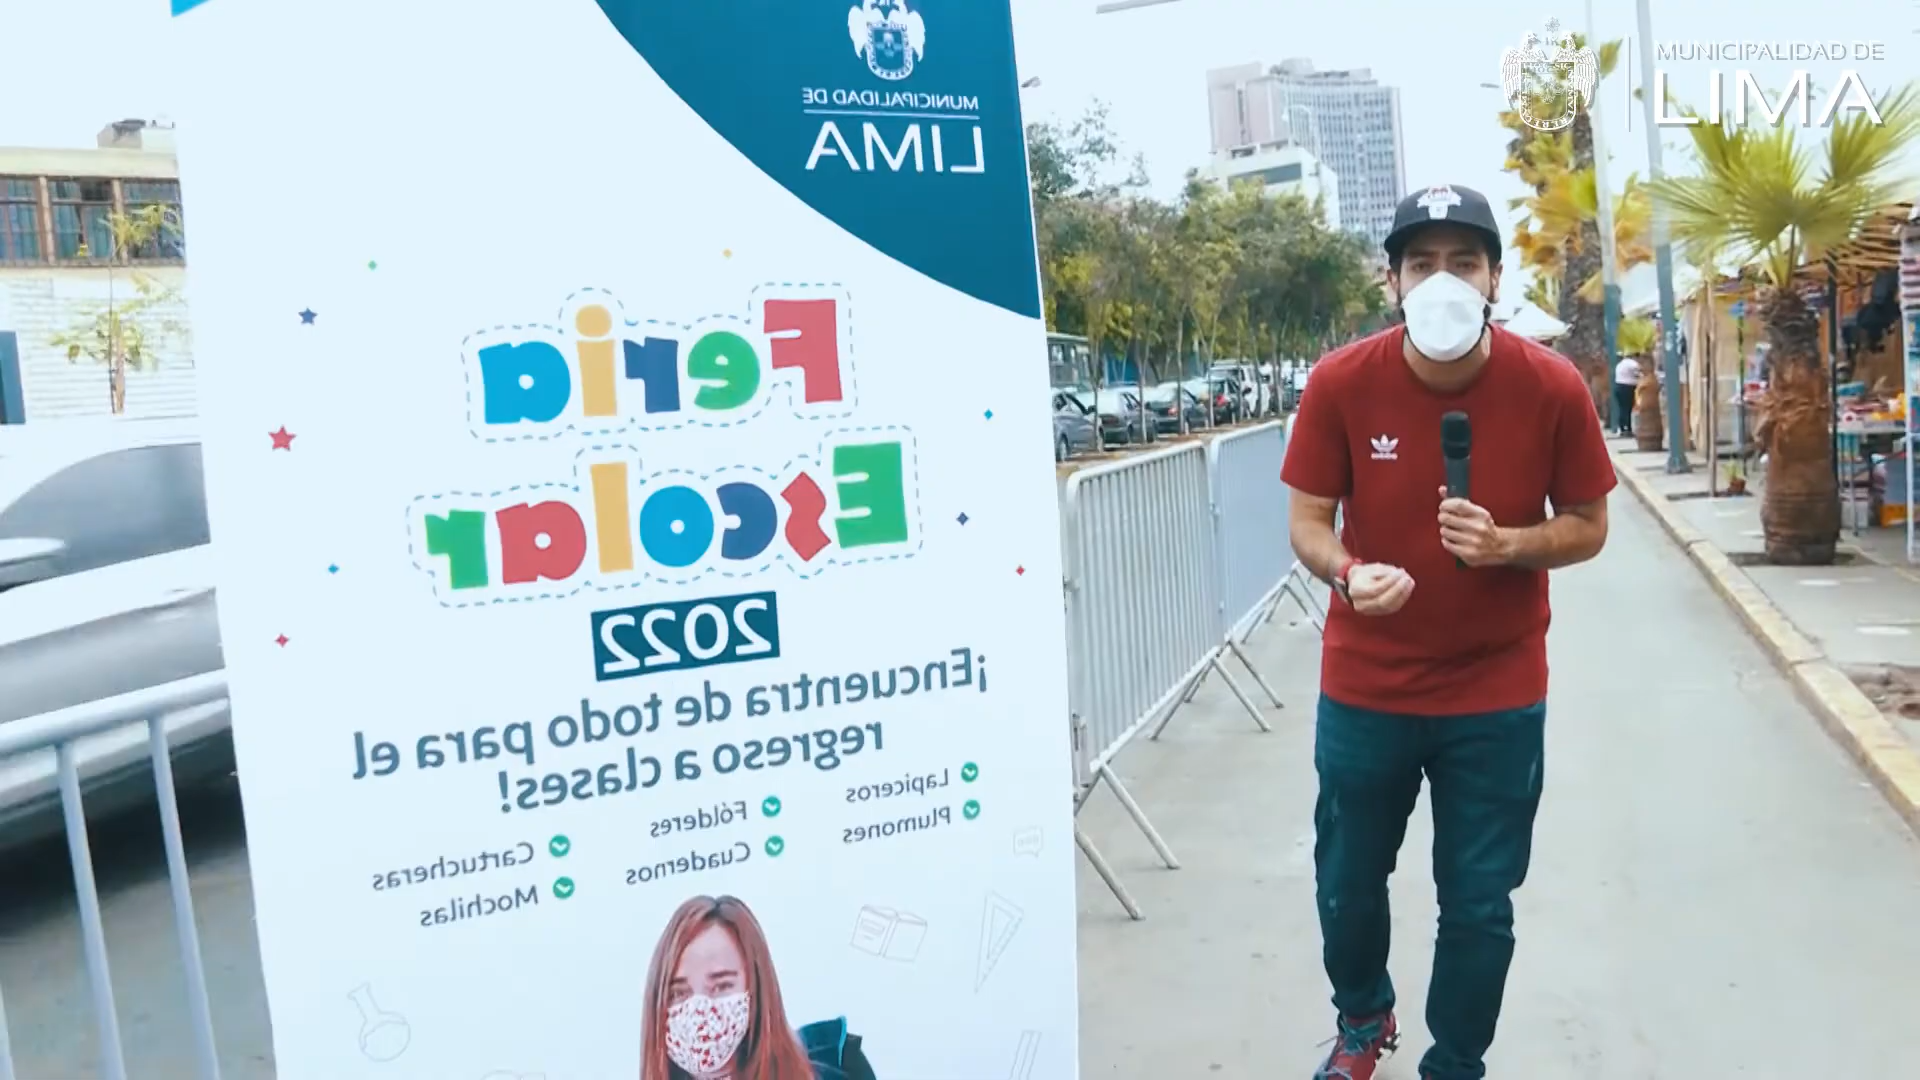 MUNICIPALIDAD DE
LIMA
Feria
Escolar
2022
¡Encuentra de todo para el
regreso a clases!
Lapiceros
Plumones
Fólderes
Cuadernos
Cartucheras
Mochilas
MUNICIPALIDAD DE
LIMA
adidas